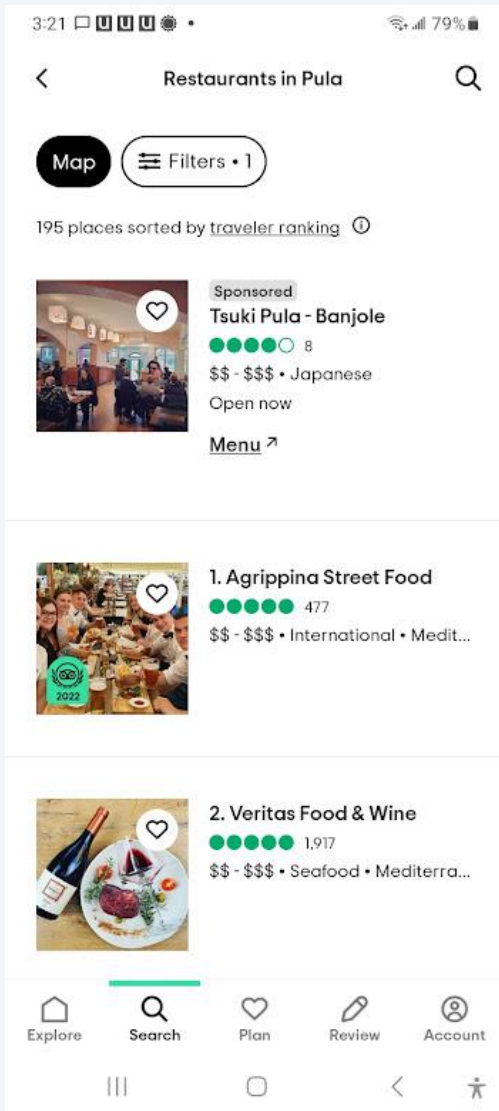 3:21 79%
Restaurants in Pula
Map Filters • 1
195 places sorted by traveler ranking
Sponsored
Tsuki Pula - Banjole
8
$$ - $$$ • Japanese
Open now
Menu
1. Agrippina Street Food
477
$$ - $$$ • International • Medit...
2022
2. Veritas Food & Wine
1,917
$$ - $$$ • Seafood • Mediterra...
Explore Search Plan Review Account